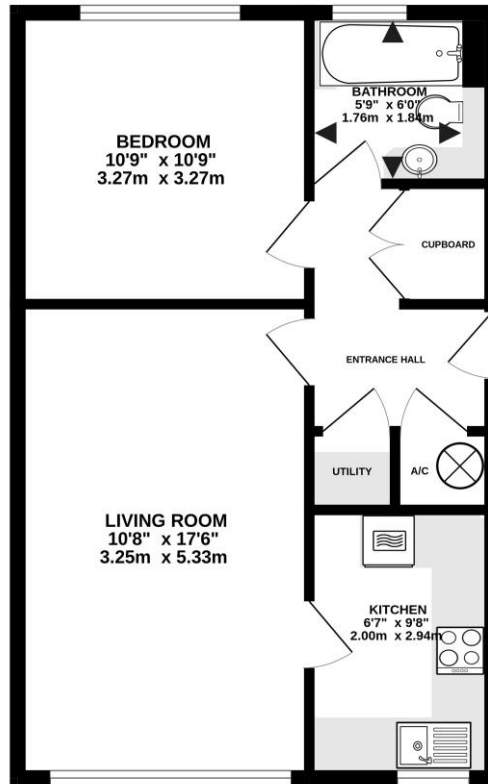 BATHROOM
5'9" x 6'0"
1.76m x 1.84m
BEDROOM
10'9" x 10'9"
3.27m x 3.27m
CUPBOARD
ENTRANCE HALL
UTILITY
A/C
LIVING ROOM
10'8" x 17'6"
3.25m x 5.33m
KITCHEN
6'7" x 9'8"
2.00m x 2.94m